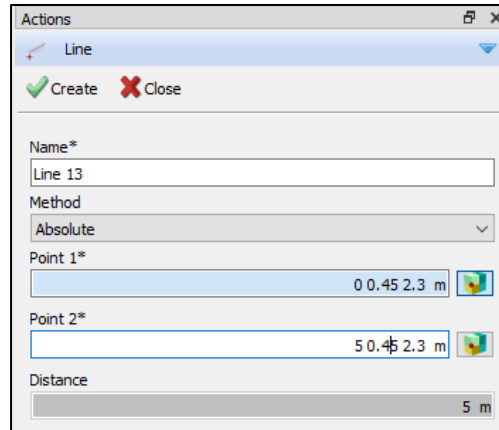 Actions
Line
Create Close
Name*
Line 13
Method
Absolute
Point 1*
0 0.45 2.3 m
Point 2*
5 0.45 2.3 m
Distance
5 m